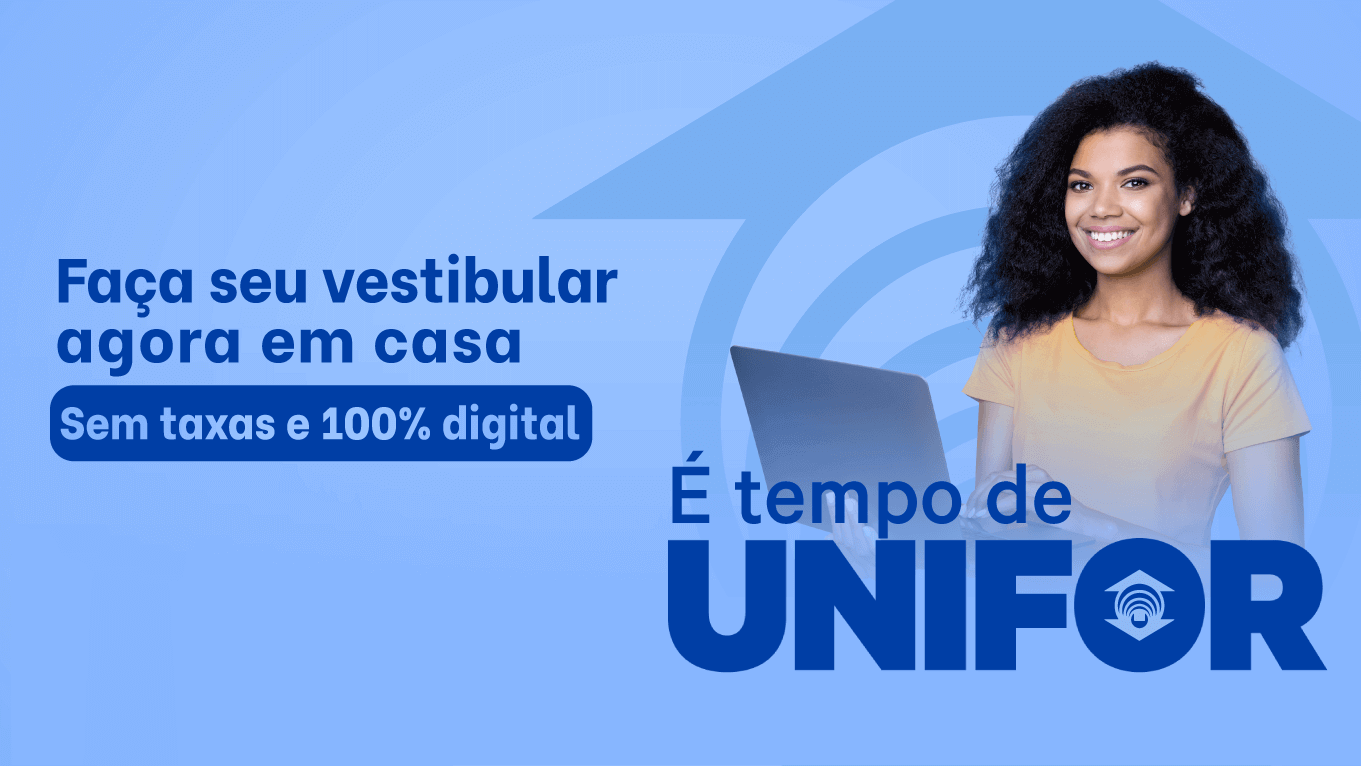 Faça seu vestibular
agora em casa
Sem taxas e 100% digital
É tempo de
UNIFOR